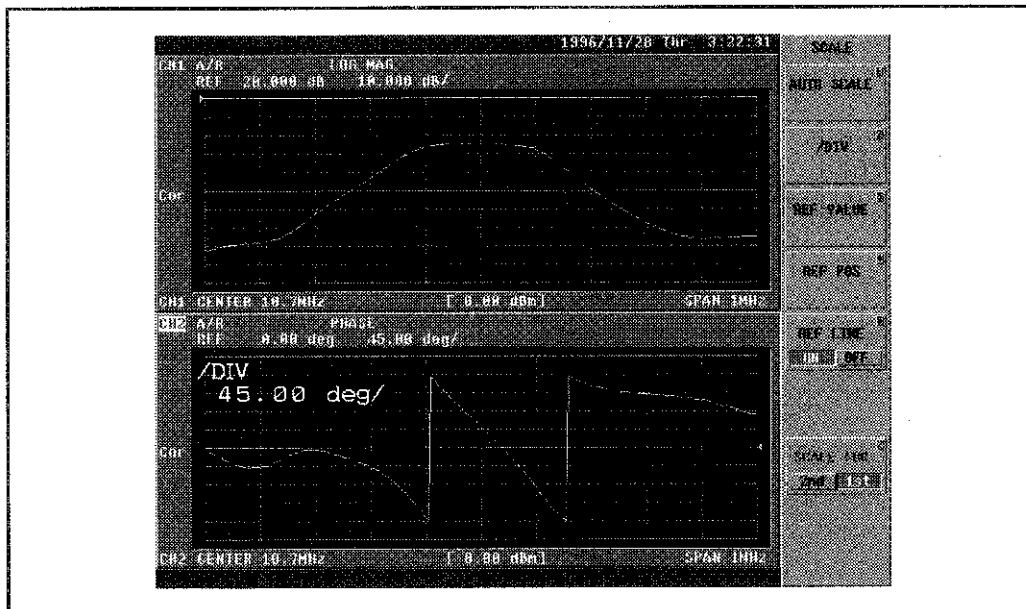 1996/11/28 Thr 3:22:31
CH1 A/R LOG MAG
REF 20.000 dB 10.000 dB/
Cor
CH1 CENTER 10.7MHz [ 0.00 dBm] SPAN 1MHz
CH2 A/R PHASE
REF 0.00 deg 45.00 deg/
/DIV
45.00 deg/
Cor
CH2 CENTER 10.7MHz [ 0.00 dBm] SPAN 1MHz
SCALE
AUTO SCALE
/DIV
REF VALUE
REF POS
REF LINE
ON OFF
SCALE FOR
2nd 1st